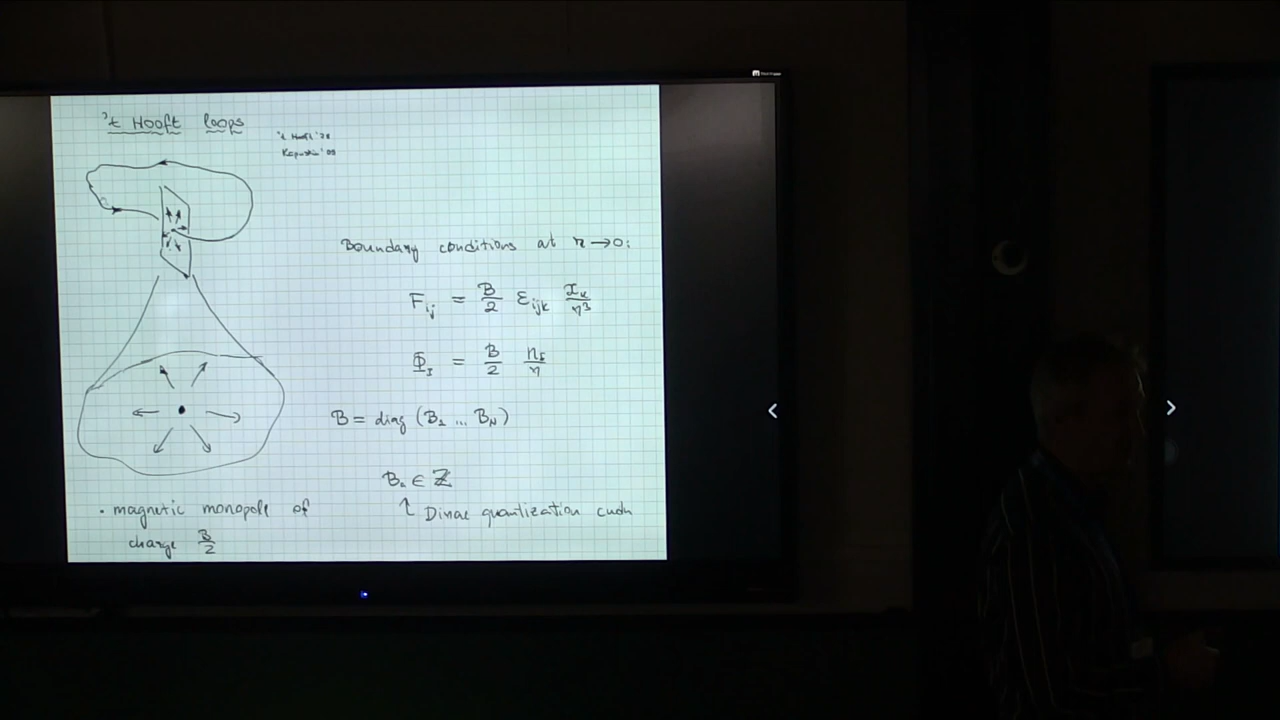 't Hooft loops
't Hooft '78
Kapustin '05
Boundary conditions at r → 0:
F_ij = B/2 ε_ijk x_k/r³
Φ_I = B/2 n_I/r
B = diag (B_1 ... B_N)
B_a ∈ ℤ
↑ Dirac quantization cudn
• magnetic monopole of
charge B/2